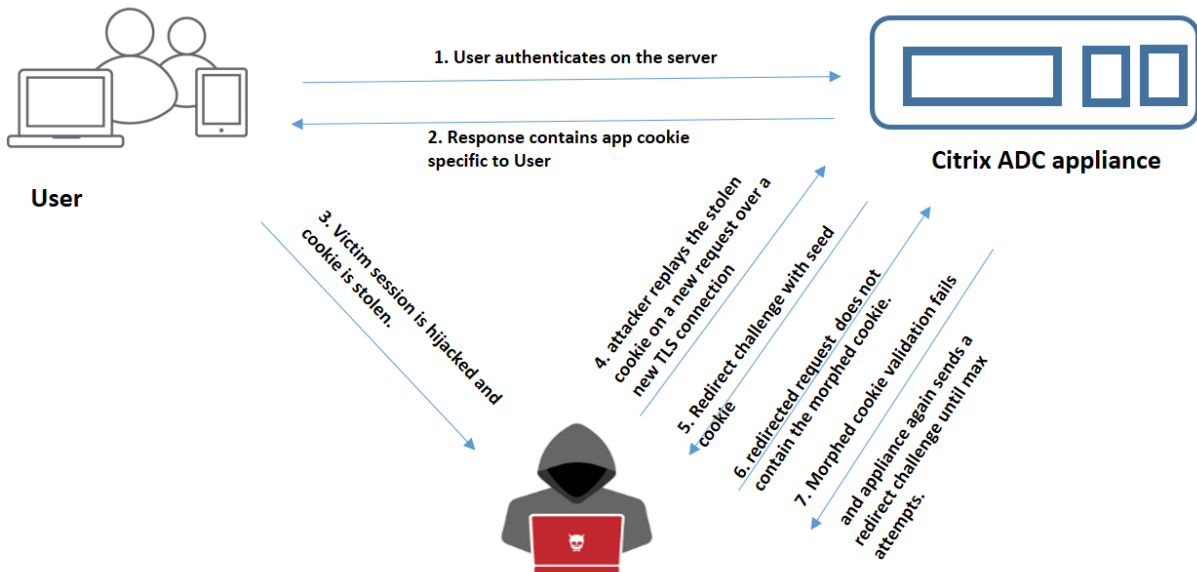 1. User authenticates on the server
2. Response contains app cookie
specific to User
User
Citrix ADC appliance
3. Victim session is hijacked and
cookie is stolen.
4. attacker replays the stolen
cookie on a new request over a
new TLS connection
5. Redirect challenge with seed
cookie
6. redirected request does not
contain the morphed cookie.
7. Morphed cookie validation fails
and appliance again sends a
redirect challenge until max
attempts.